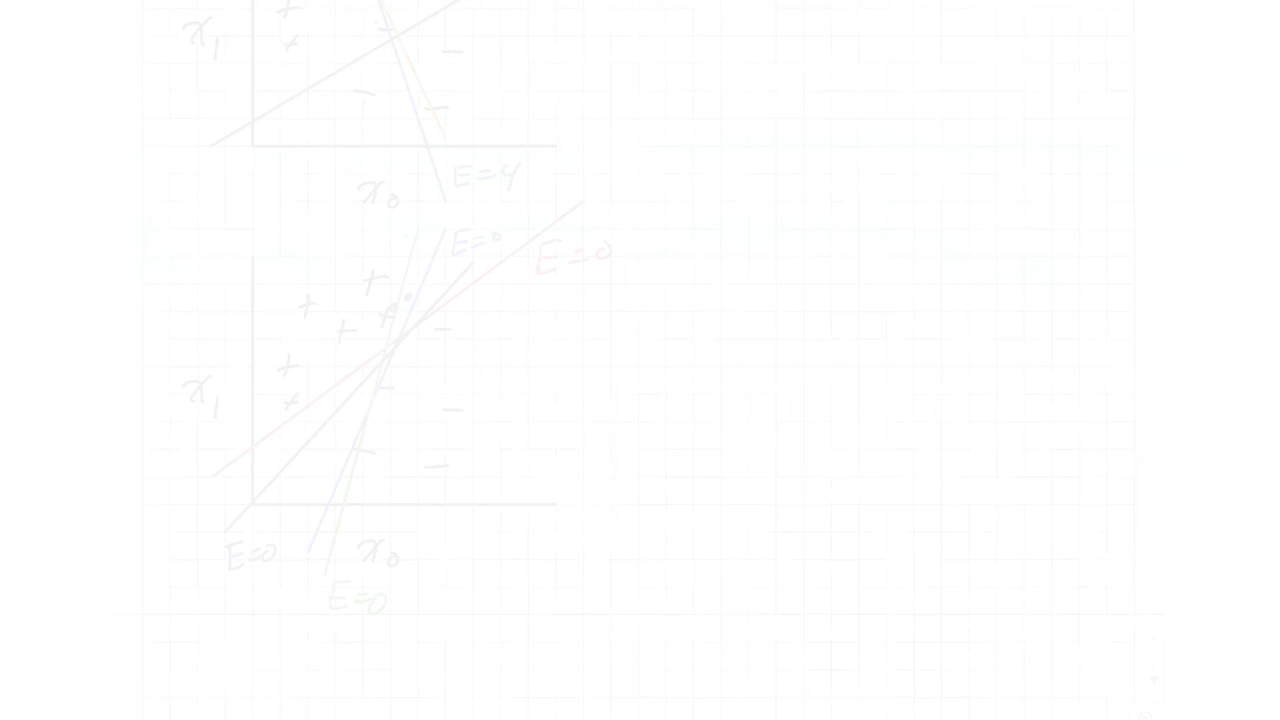 +
x₁
+
−
−
−
−
E=4
x₀
E=0
E=0
+
+
+
+
−
+
x₁
−
+
−
−
−
E=0
x₀
E=0